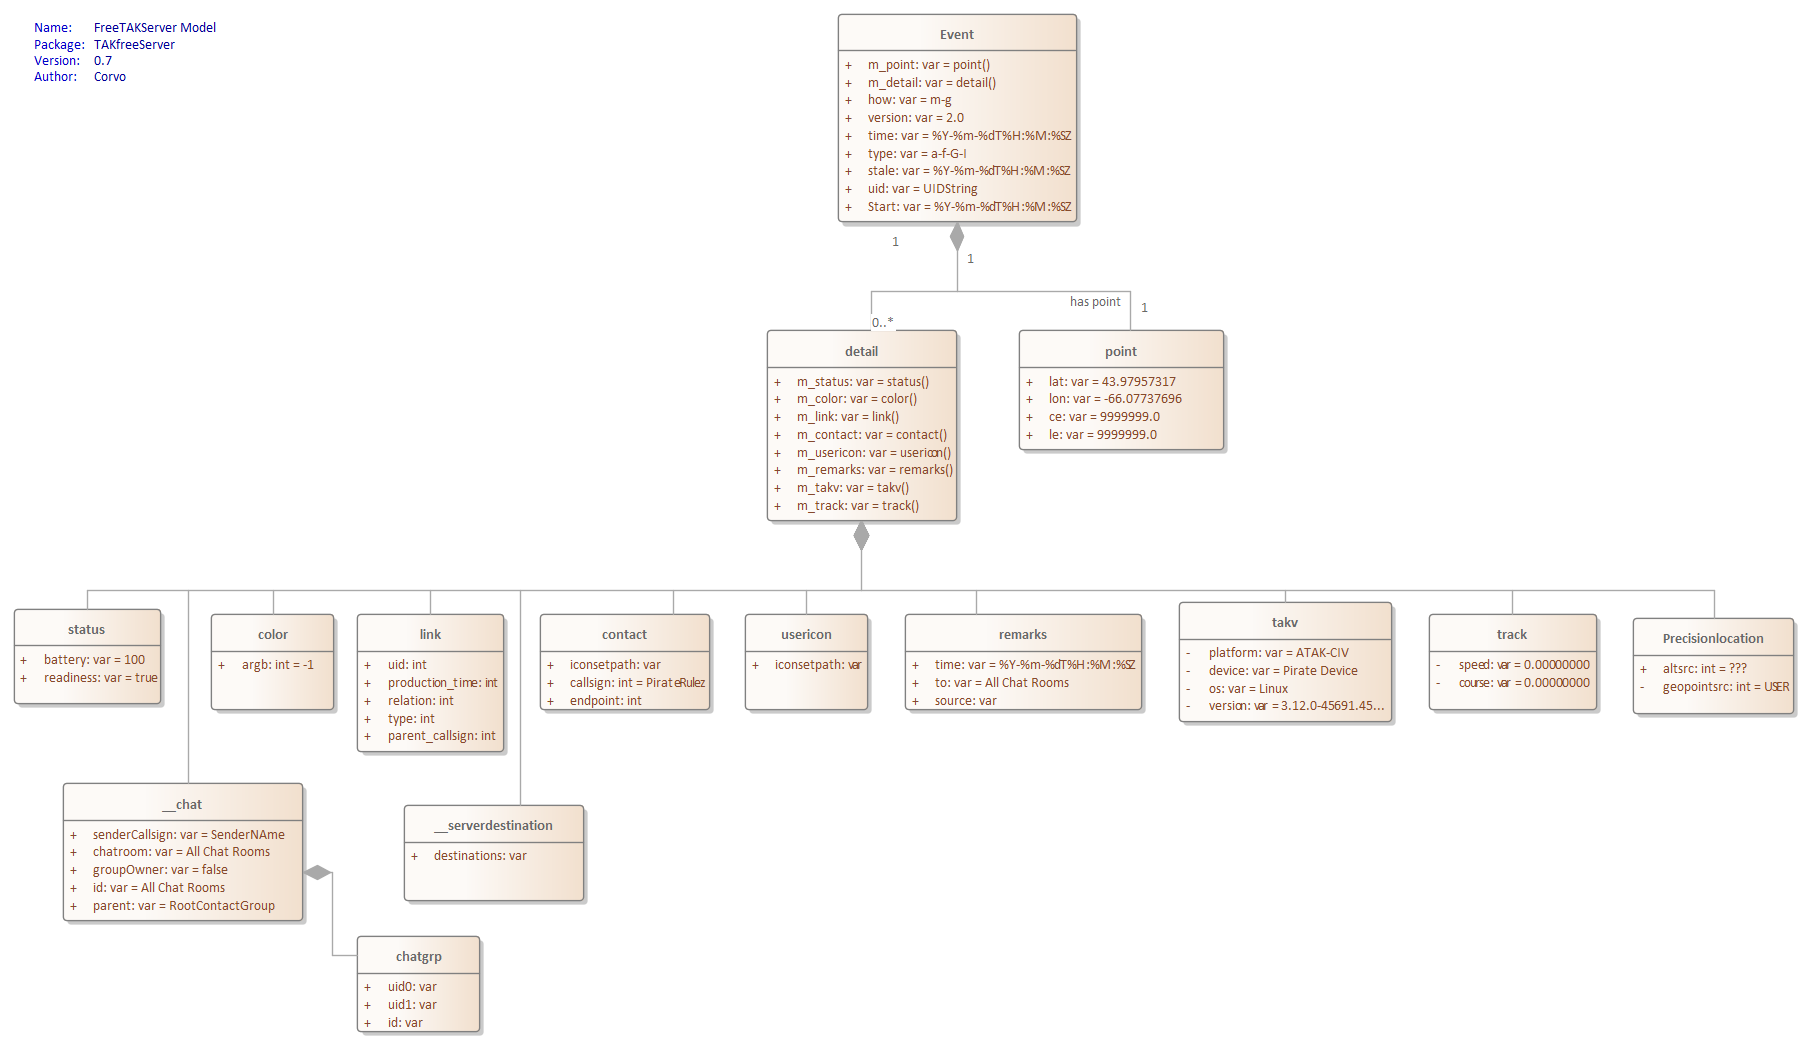 Name: FreeTAKServer Model
Package: TAKfreeServer
Version: 0.7
Author: Corvo
Event
+ m_point: var = point()
+ m_detail: var = detail()
+ how: var = m-g
+ version: var = 2.0
+ time: var = %Y-%m-%dT%H:%M:%SZ
+ type: var = a-f-G-I
+ stale: var = %Y-%m-%dT%H:%M:%SZ
+ uid: var = UIDString
+ Start: var = %Y-%m-%dT%H:%M:%SZ
1
1
has point
1
0..*
detail
+ m_status: var = status()
+ m_color: var = color()
+ m_link: var = link()
+ m_contact: var = contact()
+ m_usericon: var = usericon()
+ m_remarks: var = remarks()
+ m_takv: var = takv()
+ m_track: var = track()
point
+ lat: var = 43.97957317
+ lon: var = -66.07737696
+ ce: var = 9999999.0
+ le: var = 9999999.0
status
+ battery: var = 100
+ readiness: var = true
color
+ argb: int = -1
link
+ uid: int
+ production_time: int
+ relation: int
+ type: int
+ parent_callsign: int
contact
+ iconsetpath: var
+ callsign: int = PirateRulez
+ endpoint: int
usericon
+ iconsetpath: var
remarks
+ time: var = %Y-%m-%dT%H:%M:%SZ
+ to: var = All Chat Rooms
+ source: var
takv
- platform: var = ATAK-CIV
- device: var = Pirate Device
- os: var = Linux
- version: var = 3.12.0-45691.45...
track
- speed: var = 0.00000000
- course: var = 0.00000000
Precisionlocation
+ altsrc: int = ???
- geopointsrc: int = USER
__chat
+ senderCallsign: var = SenderNAme
+ chatroom: var = All Chat Rooms
+ groupOwner: var = false
+ id: var = All Chat Rooms
+ parent: var = RootContactGroup
__serverdestination
+ destinations: var
chatgrp
+ uid0: var
+ uid1: var
+ id: var